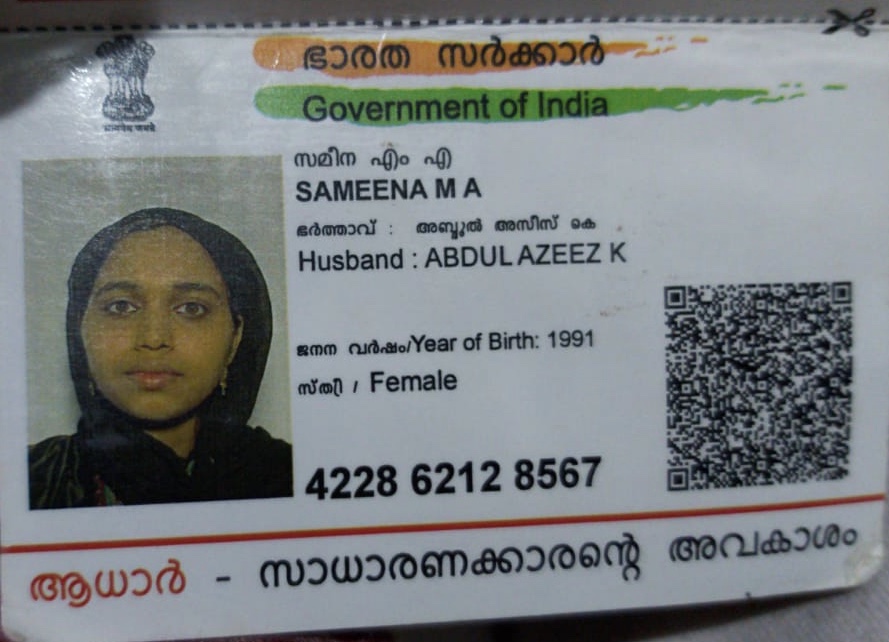 ഭാരത സർക്കാർ
Government of India
സമീന എം എ
SAMEENA M A
ഭർത്താവ് : അബ്ദുൽ അസീസ് കെ
Husband : ABDUL AZEEZ K
ജനന വർഷം/Year of Birth: 1991
സ്ത്രീ / Female
4228 6212 8567
ആധാർ - സാധാരണക്കാരന്റെ അവകാശം